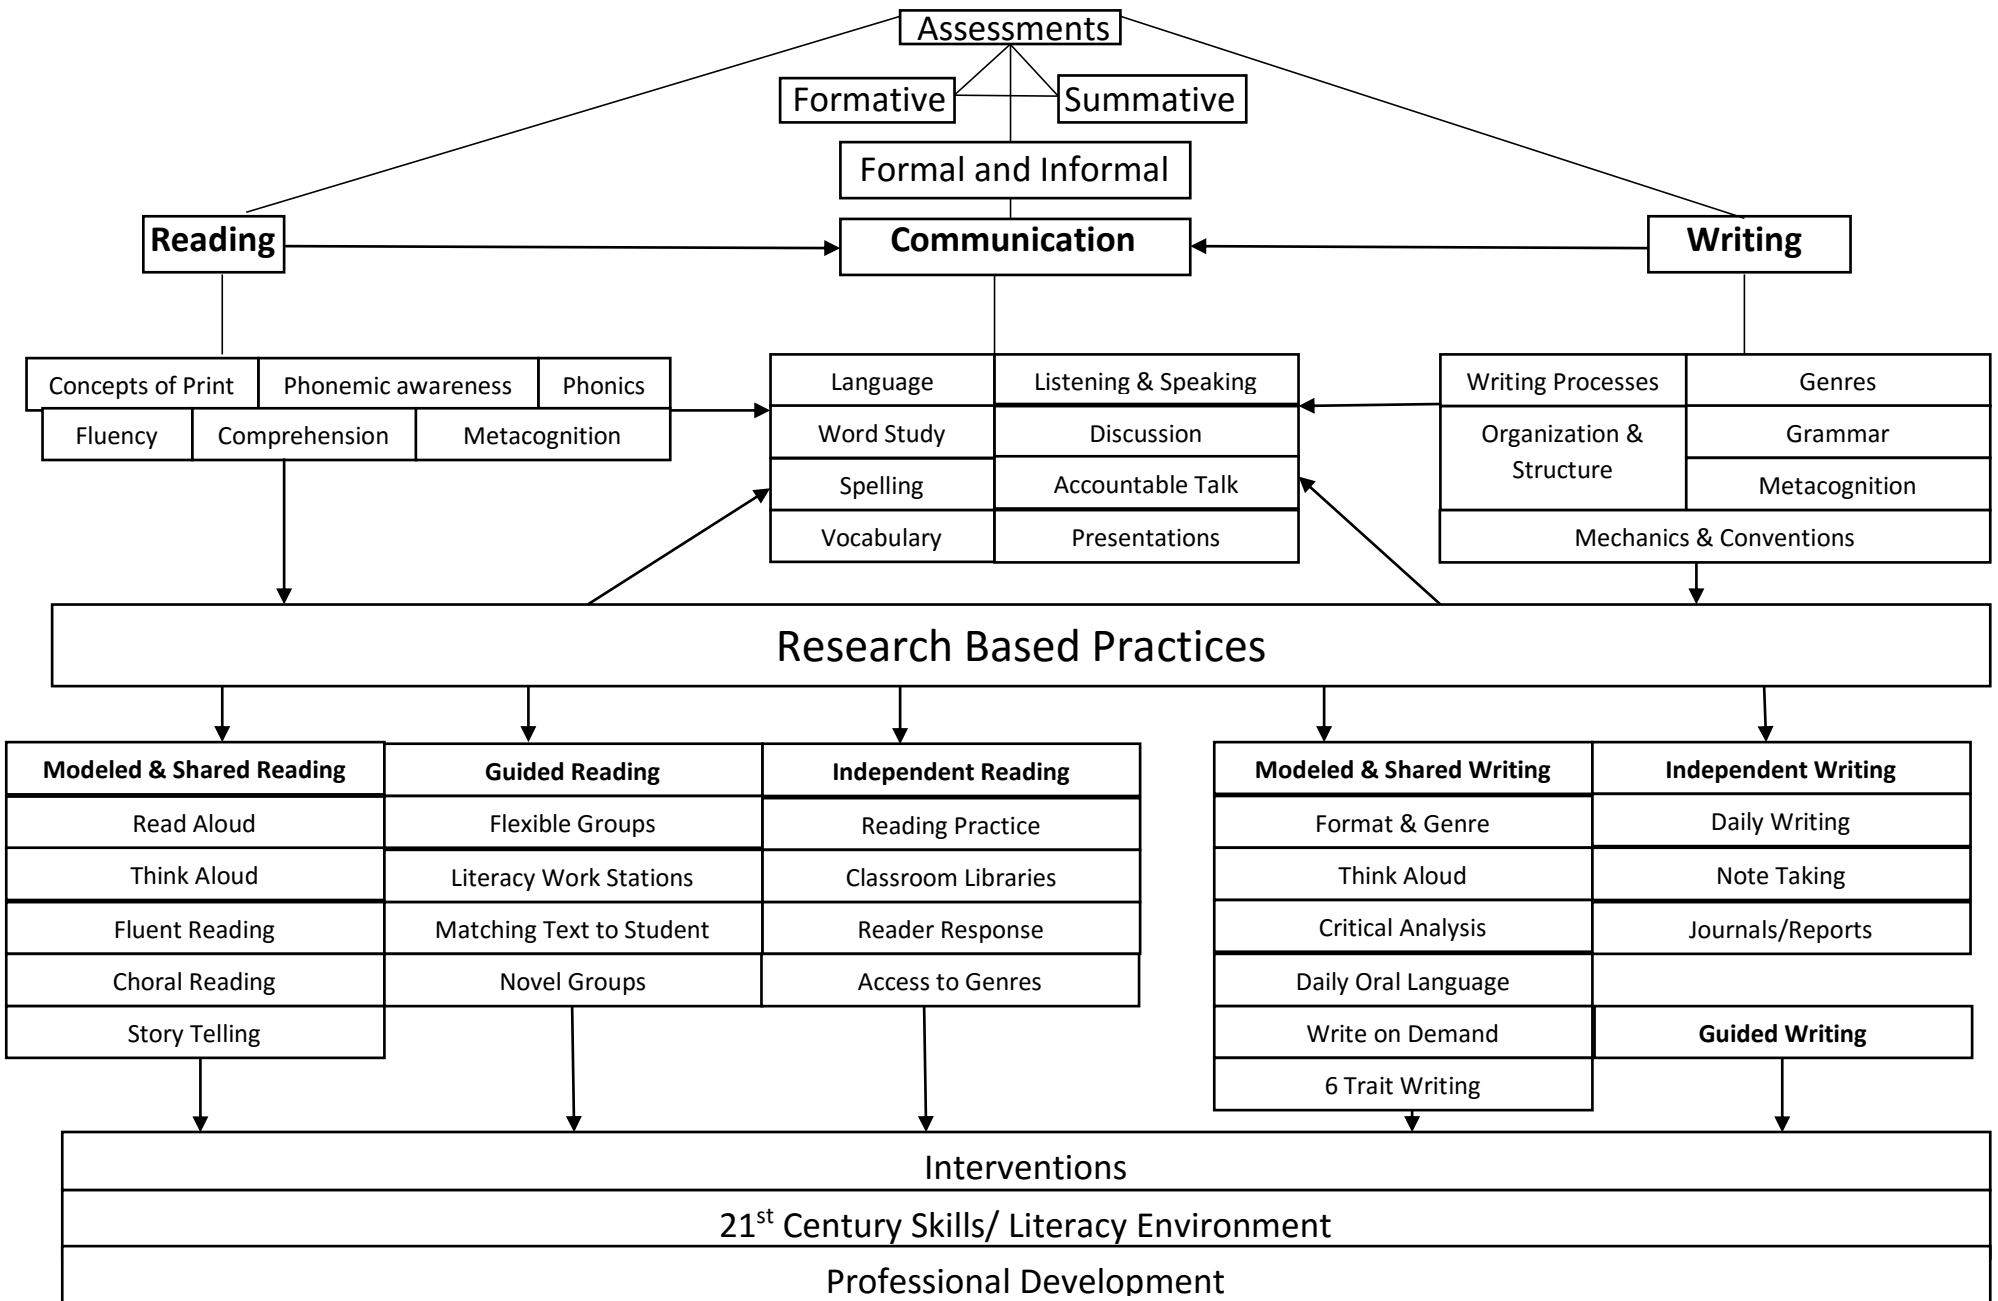 Assessments
Formative
Summative
Formal and Informal
Reading
Communication
Writing
Concepts of Print
Phonemic awareness
Phonics
Fluency
Comprehension
Metacognition
Language
Listening & Speaking
Word Study
Discussion
Spelling
Accountable Talk
Vocabulary
Presentations
Writing Processes
Genres
Organization &
Structure
Grammar
Metacognition
Mechanics & Conventions
Research Based Practices
Modeled & Shared Reading
Read Aloud
Think Aloud
Fluent Reading
Choral Reading
Story Telling
Guided Reading
Flexible Groups
Literacy Work Stations
Matching Text to Student
Novel Groups
Independent Reading
Reading Practice
Classroom Libraries
Reader Response
Access to Genres
Modeled & Shared Writing
Format & Genre
Think Aloud
Critical Analysis
Daily Oral Language
Write on Demand
6 Trait Writing
Independent Writing
Daily Writing
Note Taking
Journals/Reports
Guided Writing
Interventions
21st Century Skills/ Literacy Environment
Professional Development